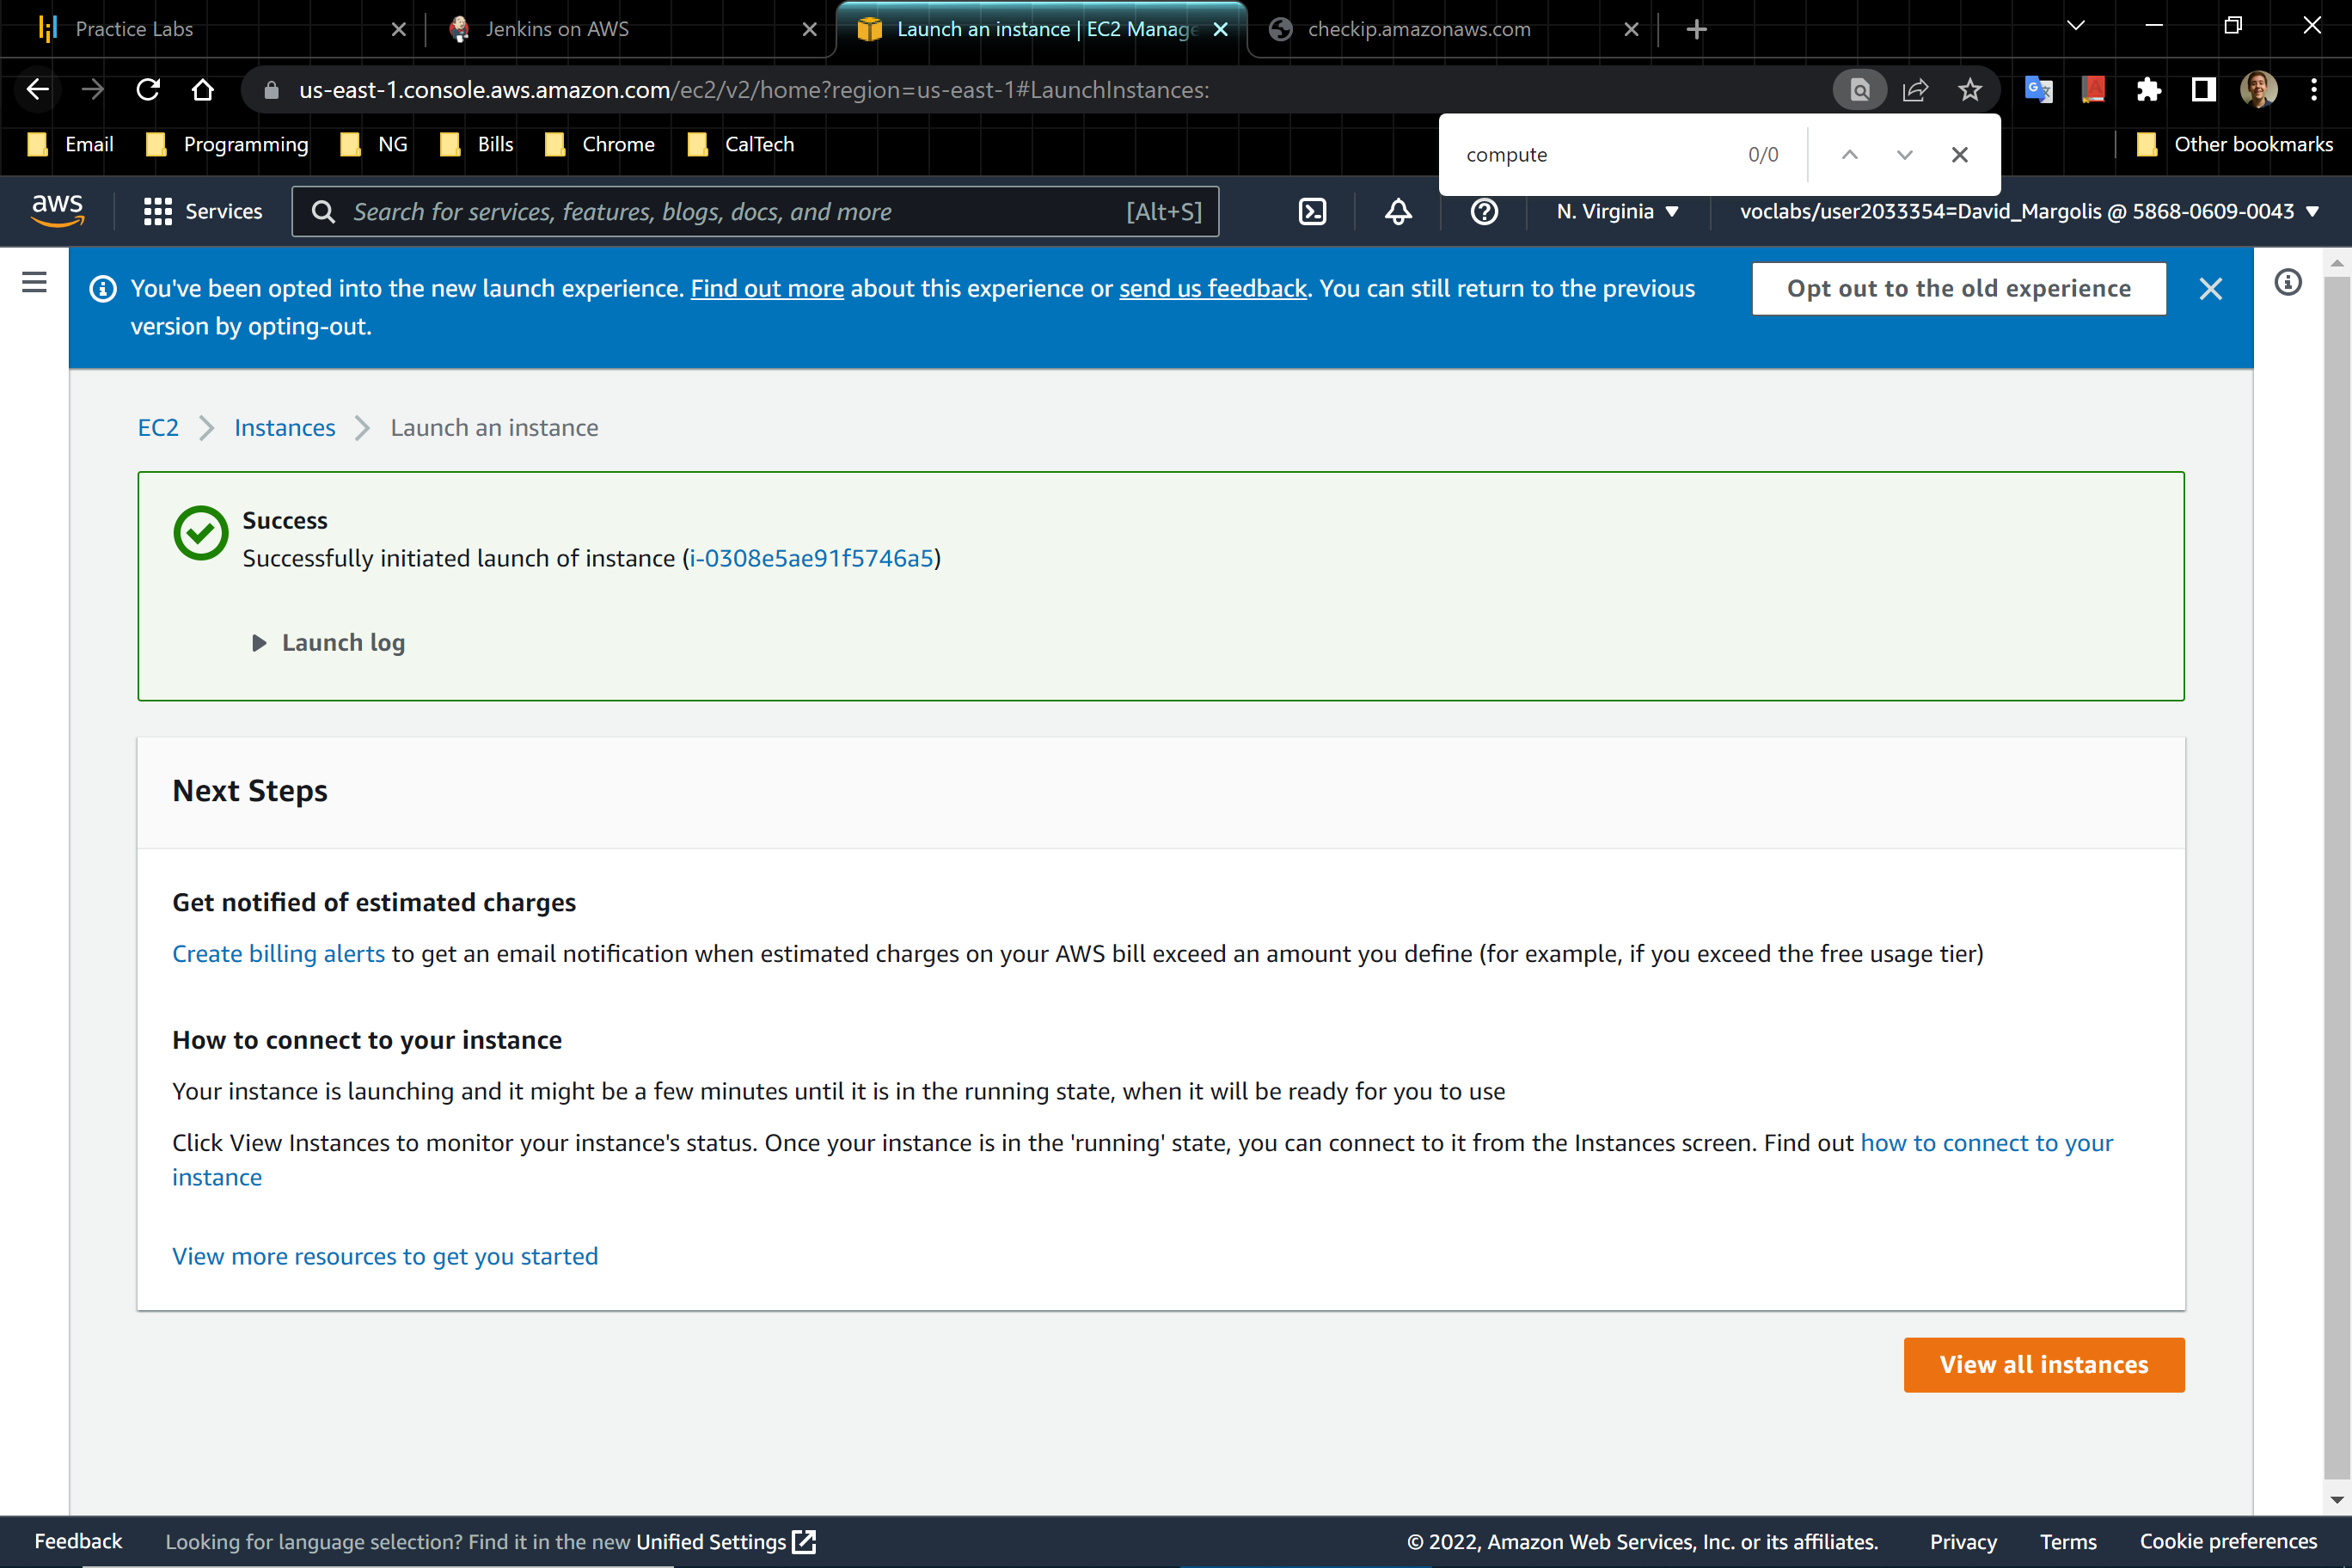 Practice Labs
Jenkins on AWS
Launch an instance | EC2 Manage
checkip.amazonaws.com
us-east-1.console.aws.amazon.com/ec2/v2/home?region=us-east-1#LaunchInstances:
Email
Programming
NG
Bills
Chrome
CalTech
compute
0/0
Other bookmarks
aws
Services
Search for services, features, blogs, docs, and more
[Alt+S]
N. Virginia
voclabs/user2033354=David_Margolis @ 5868-0609-0043
You've been opted into the new launch experience. Find out more about this experience or send us feedback. You can still return to the previous
version by opting-out.
Opt out to the old experience
EC2
Instances
Launch an instance
Success
Successfully initiated launch of instance (i-0308e5ae91f5746a5)
Launch log
Next Steps
Get notified of estimated charges
Create billing alerts to get an email notification when estimated charges on your AWS bill exceed an amount you define (for example, if you exceed the free usage tier)
How to connect to your instance
Your instance is launching and it might be a few minutes until it is in the running state, when it will be ready for you to use
Click View Instances to monitor your instance's status. Once your instance is in the 'running' state, you can connect to it from the Instances screen. Find out how to connect to your
instance
View more resources to get you started
View all instances
Feedback
Looking for language selection? Find it in the new Unified Settings
© 2022, Amazon Web Services, Inc. or its affiliates.
Privacy
Terms
Cookie preferences